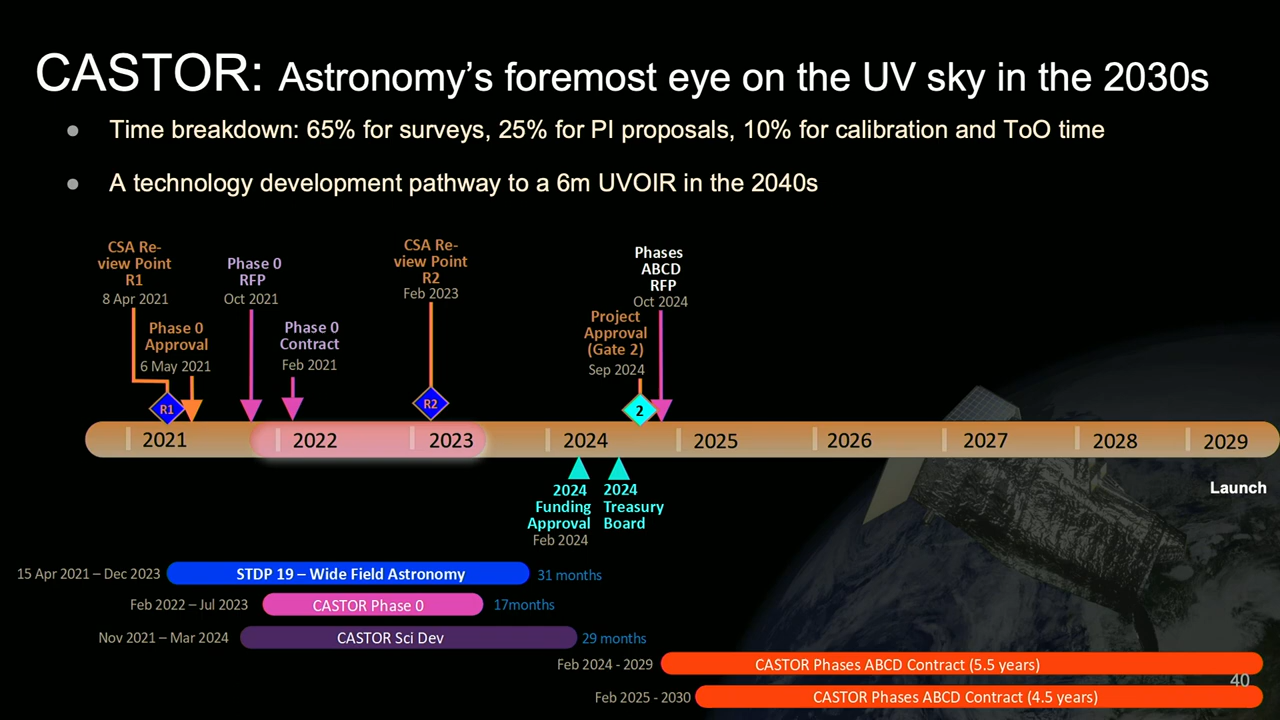 CASTOR: Astronomy's foremost eye on the UV sky in the 2030s
Time breakdown: 65% for surveys, 25% for PI proposals, 10% for calibration and ToO time
A technology development pathway to a 6m UVOIR in the 2040s
CSA Re-
view Point
R1
8 Apr 2021
Phase 0
Approval
6 May 2021
Phase 0
RFP
Oct 2021
Phase 0
Contract
Feb 2021
CSA Re-
view Point
R2
Feb 2023
Project
Approval
(Gate 2)
Sep 2024
Phases
ABCD
RFP
Oct 2024
R1
R2
2
2021
2022
2023
2024
2025
2026
2027
2028
2029
Launch
2024
Funding
Approval
Feb 2024
2024
Treasury
Board
15 Apr 2021 – Dec 2023
STDP 19 – Wide Field Astronomy
31 months
Feb 2022 – Jul 2023
CASTOR Phase 0
17months
Nov 2021 – Mar 2024
CASTOR Sci Dev
29 months
Feb 2024 - 2029
CASTOR Phases ABCD Contract (5.5 years)
40
Feb 2025 - 2030
CASTOR Phases ABCD Contract (4.5 years)